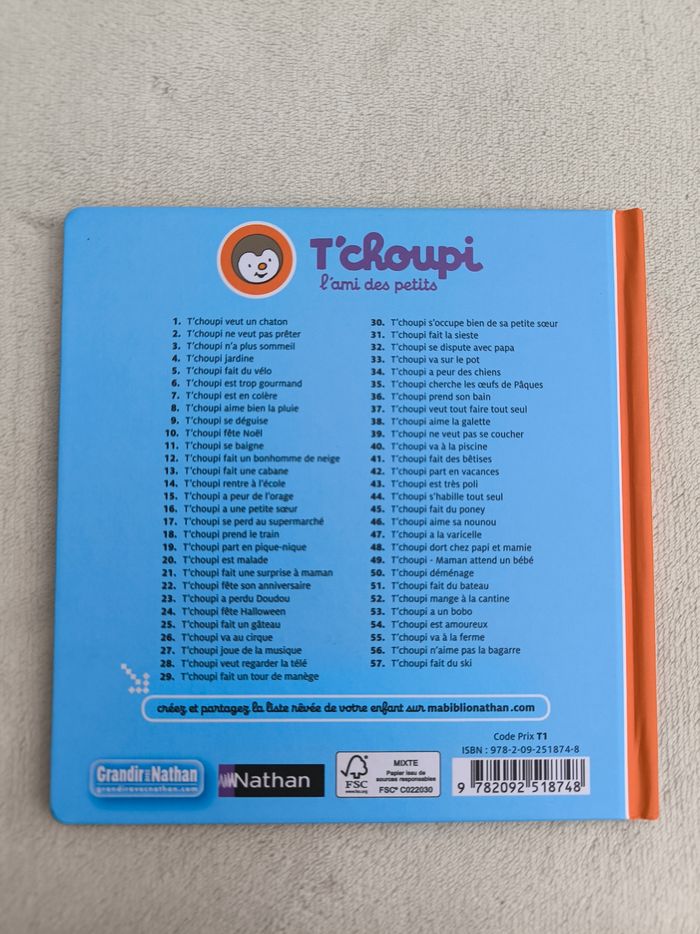 T'choupi
l'ami des petits
1. T'choupi veut un chaton
2. T'choupi ne veut pas prêter
3. T'choupi n'a plus sommeil
4. T'choupi jardine
5. T'choupi fait du vélo
6. T'choupi est trop gourmand
7. T'choupi est en colère
8. T'choupi aime bien la pluie
9. T'choupi se déguise
10. T'choupi fête Noël
11. T'choupi se baigne
12. T'choupi fait un bonhomme de neige
13. T'choupi fait une cabane
14. T'choupi rentre à l'école
15. T'choupi a peur de l'orage
16. T'choupi a une petite sœur
17. T'choupi se perd au supermarché
18. T'choupi prend le train
19. T'choupi part en pique-nique
20. T'choupi est malade
21. T'choupi fait une surprise à maman
22. T'choupi fête son anniversaire
23. T'choupi a perdu Doudou
24. T'choupi fête Halloween
25. T'choupi fait un gâteau
26. T'choupi va au cirque
27. T'choupi joue de la musique
28. T'choupi veut regarder la télé
29. T'choupi fait un tour de manège
30. T'choupi s'occupe bien de sa petite sœur
31. T'choupi fait la sieste
32. T'choupi se dispute avec papa
33. T'choupi va sur le pot
34. T'choupi a peur des chiens
35. T'choupi cherche les œufs de Pâques
36. T'choupi prend son bain
37. T'choupi veut tout faire tout seul
38. T'choupi aime la galette
39. T'choupi ne veut pas se coucher
40. T'choupi va à la piscine
41. T'choupi fait des bêtises
42. T'choupi part en vacances
43. T'choupi est très poli
44. T'choupi s'habille tout seul
45. T'choupi fait du poney
46. T'choupi aime sa nounou
47. T'choupi a la varicelle
48. T'choupi dort chez papi et mamie
49. T'choupi - Maman attend un bébé
50. T'choupi déménage
51. T'choupi fait du bateau
52. T'choupi mange à la cantine
53. T'choupi a un bobo
54. T'choupi est amoureux
55. T'choupi va à la ferme
56. T'choupi n'aime pas la bagarre
57. T'choupi fait du ski
créez et partagez la liste rêvée de votre enfant sur mabiblionathan.com
Code Prix T1
ISBN : 978-2-09-251874-8
Grandir avec Nathan
grandiravecnathan.com
Nathan
FSC
www.fsc.org
MIXTE
Papier issu de
sources responsables
FSC® C022030
9 782092 518748